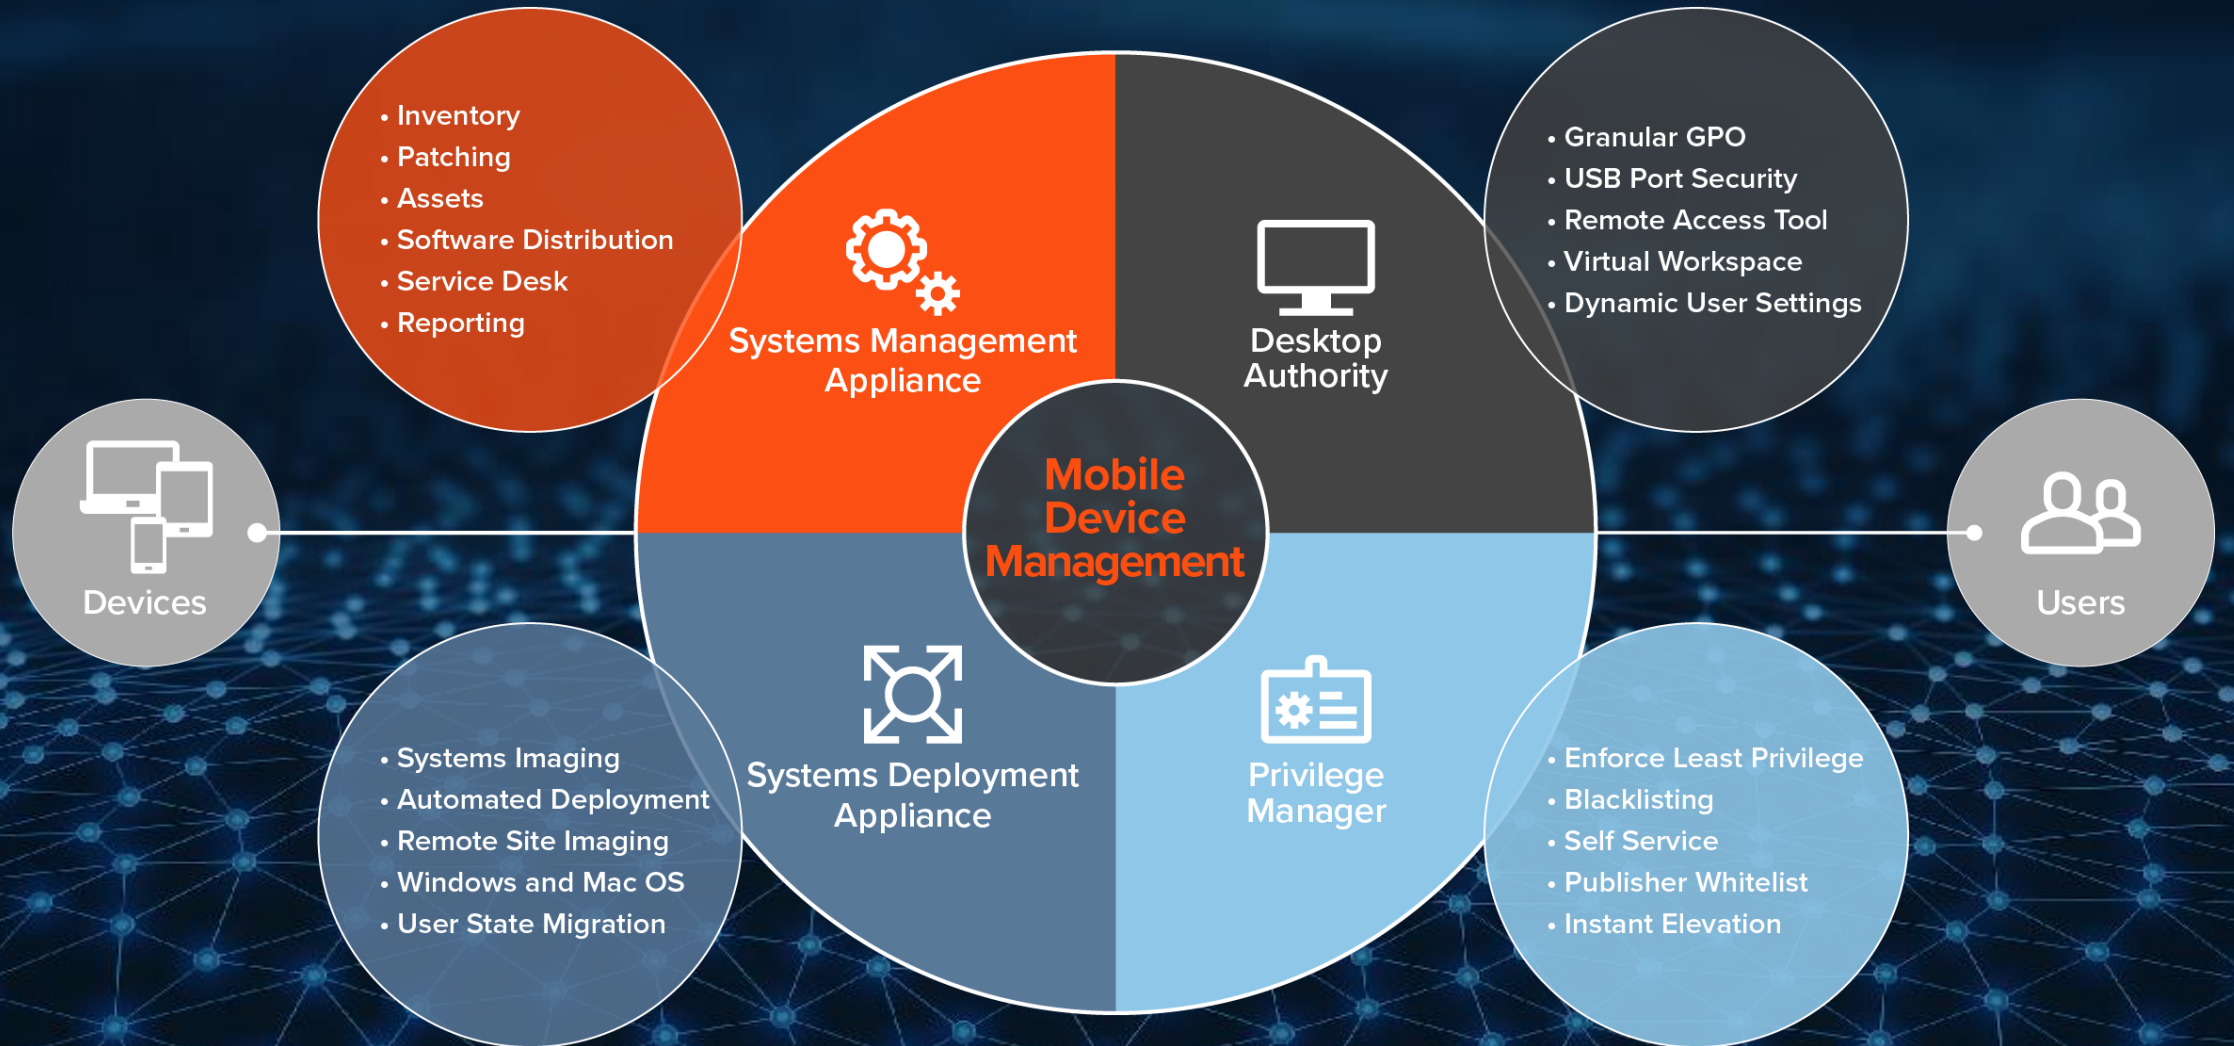 • Inventory
• Patching
• Assets
• Software Distribution
• Service Desk
• Reporting
Systems Management
Appliance
Desktop
Authority
• Granular GPO
• USB Port Security
• Remote Access Tool
• Virtual Workspace
• Dynamic User Settings
Devices
Mobile
Device
Management
Users
• Systems Imaging
• Automated Deployment
• Remote Site Imaging
• Windows and Mac OS
• User State Migration
Systems Deployment
Appliance
Privilege
Manager
• Enforce Least Privilege
• Blacklisting
• Self Service
• Publisher Whitelist
• Instant Elevation